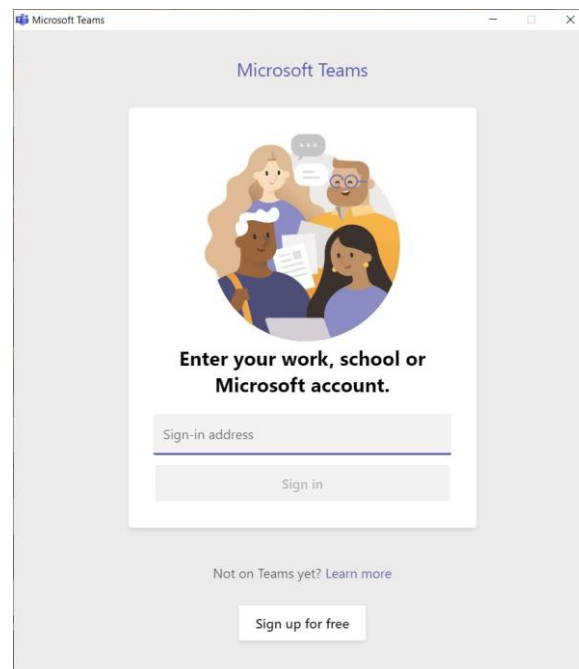 Microsoft Teams
Microsoft Teams
Enter your work, school or
Microsoft account.
Sign-in address
Sign in
Not on Teams yet? Learn more
Sign up for free